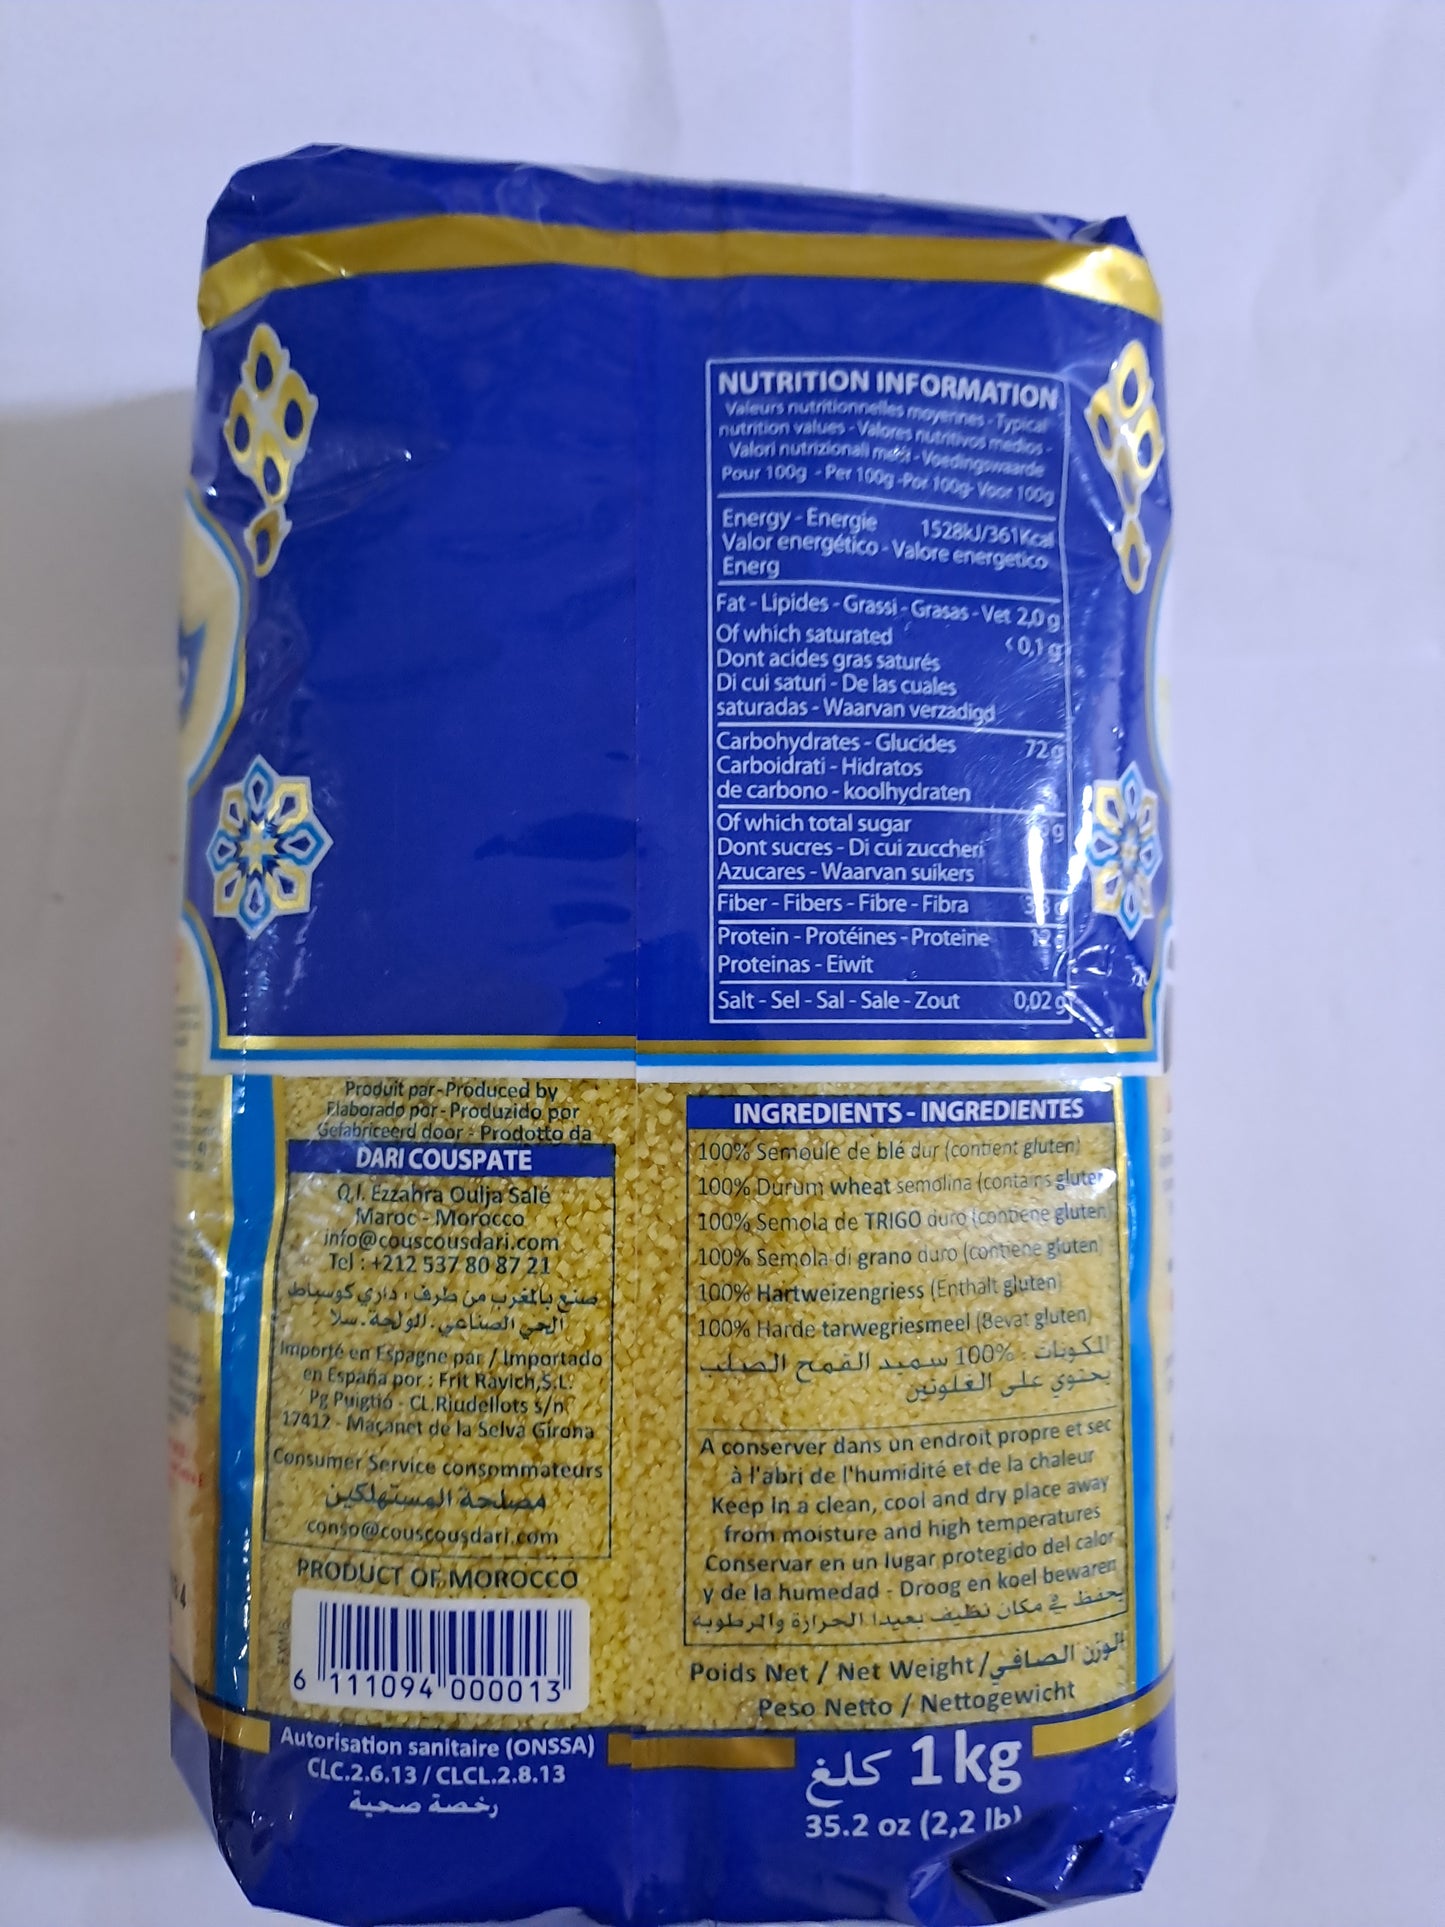 NUTRITION INFORMATION
Valeurs nutritionnelles moyennes - Typical
nutrition values - Valores nutritivos medios -
Valori nutrizionali - Voedingswaarde
Pour 100g - Per 100g -Por 100g- Voor 100g
Energy - Energie 1528kJ/361Kcal
Valor energético - Valore energetico
Energ
Fat - Lipides - Grassi - Grasas - Vet 2,0 g
Of which saturated <0,1 g
Dont acides gras saturés
Di cui saturi - De las cuales
saturadas - Waarvan verzadigd
Carbohydrates - Glucides 72 g
Carboidrati - Hidratos
de carbono - koolhydraten
Of which total sugar g
Dont sucres - Di cui zuccheri
Azucares - Waarvan suikers
Fiber - Fibers - Fibre - Fibra
Protein - Protéines - Proteine 12 g
Proteinas - Eiwit
Salt - Sel - Sal - Sale - Zout 0,02 g
Produit par-Produced by
Elaborado por - Produzido por
Gefabriceerd door - Prodotto da
DARI COUSPATE
Q.I. Ezzahra Oulja Salé
Maroc - Morocco
info@couscousdari.com
Tel : +212 537 80 87 21
صنع بالمغرب من طرف : داري كوسباط
الحي الصناعي . الولجة . سلا
Importé en Espagne par / Importado
en España por : Frit Ravich,S.L.
Pg Puigtió - CL.Riudellots s/n.
17412 - Maçanet de la Selva Girona
Consumer Service consommateurs
مصلحة المستهلكين
conso@couscousdari.com
PRODUCT OF MOROCCO
6 111094 000013
Autorisation sanitaire (ONSSA)
CLC.2.6.13 / CLCL.2.8.13
رخصة صحية
INGREDIENTS - INGREDIENTES
100% Semoule de blé dur (contient gluten)
100% Durum wheat semolina (contains gluten
100% Semola de TRIGO duro (contiene gluten)
100% Semola di grano duro (contiene gluten)
100% Hartweizengriess (Enthalt gluten)
100% Harde tarwegriesmeel (Bevat gluten)
المكونات : 100% سميد القمح الصلب
يحتوي على الغلوتين
A conserver dans un endroit propre et sec
à l'abri de l'humidité et de la chaleur
Keep in a clean, cool and dry place away
from moisture and high temperatures
Conservar en un lugar protegido del calor
y de la humedad - Droog en koel bewaren
يحفظ في مكان نظيف بعيدا الحرارة والرطوبة
Poids Net / Net Weight/الوزن الصافي
Peso Netto / Nettogewicht
1 kg كلغ
35.2 oz (2,2 lb)